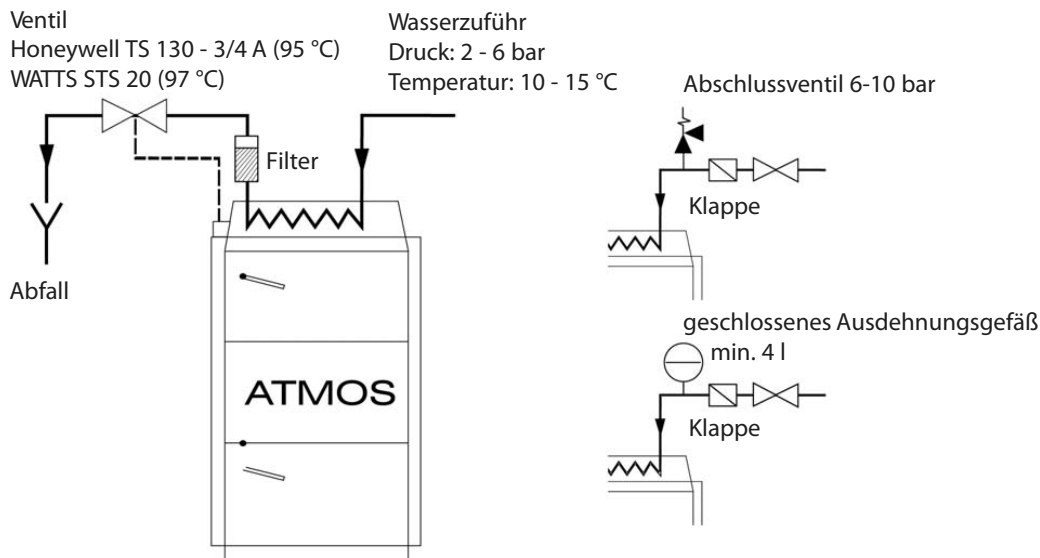 Ventil
Honeywell TS 130 - 3/4 A (95 °C)
WATTS STS 20 (97 °C)
Wasserzuführ
Druck: 2 - 6 bar
Temperatur: 10 - 15 °C
Abschlussventil 6-10 bar
Filter
Klappe
Abfall
geschlossenes Ausdehnungsgefäß
min. 4 l
ATMOS
Klappe